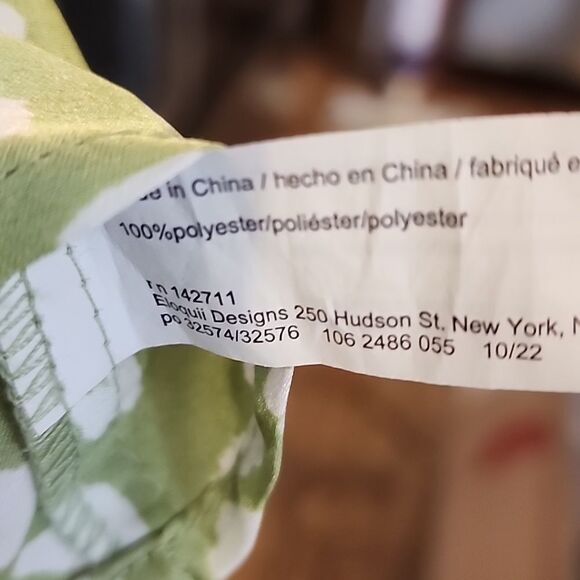 in China / hecho en China / fabriqué e
100%polyester/poliéster/polyester
rn 142711
Eloquii Designs 250 Hudson St, New York, N
po 32574/32576 106 2486 055 10/22